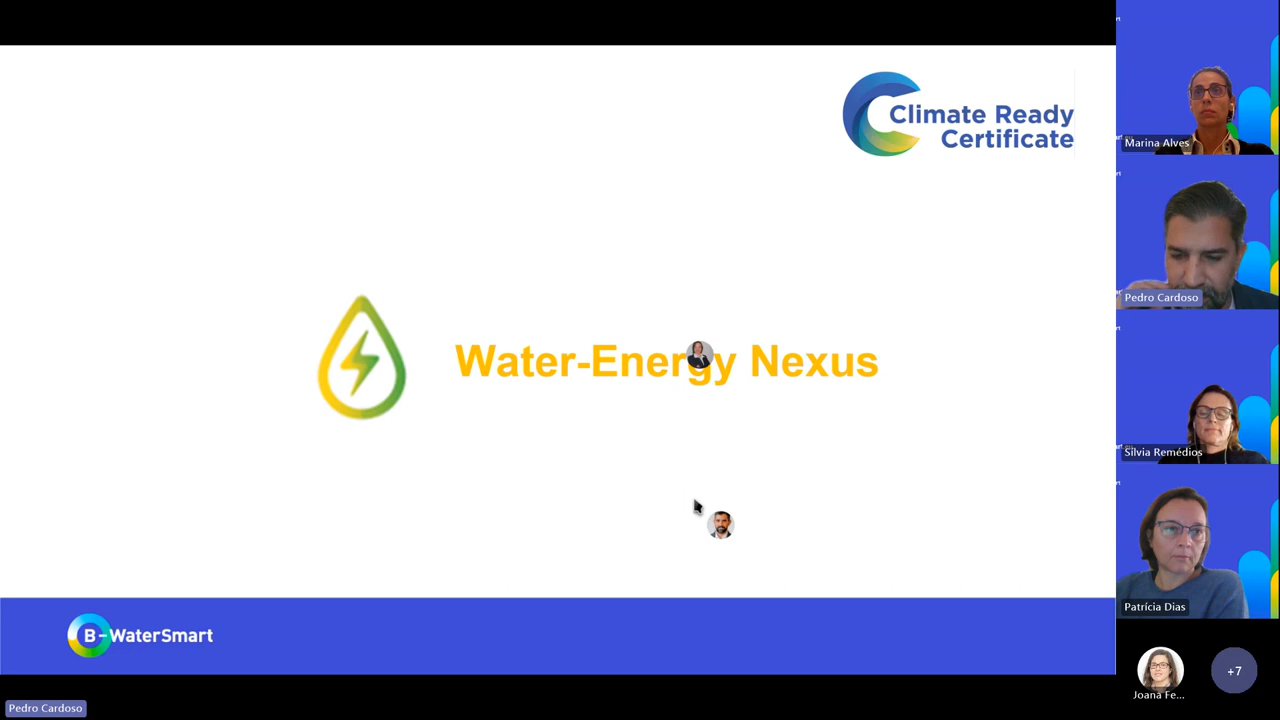 Climate Ready
Certificate
Water-Energy Nexus
B-WaterSmart
Pedro Cardoso
Marina Alves
Pedro Cardoso
Sílvia Remédios
Patrícia Dias
Joana Fe...
+7